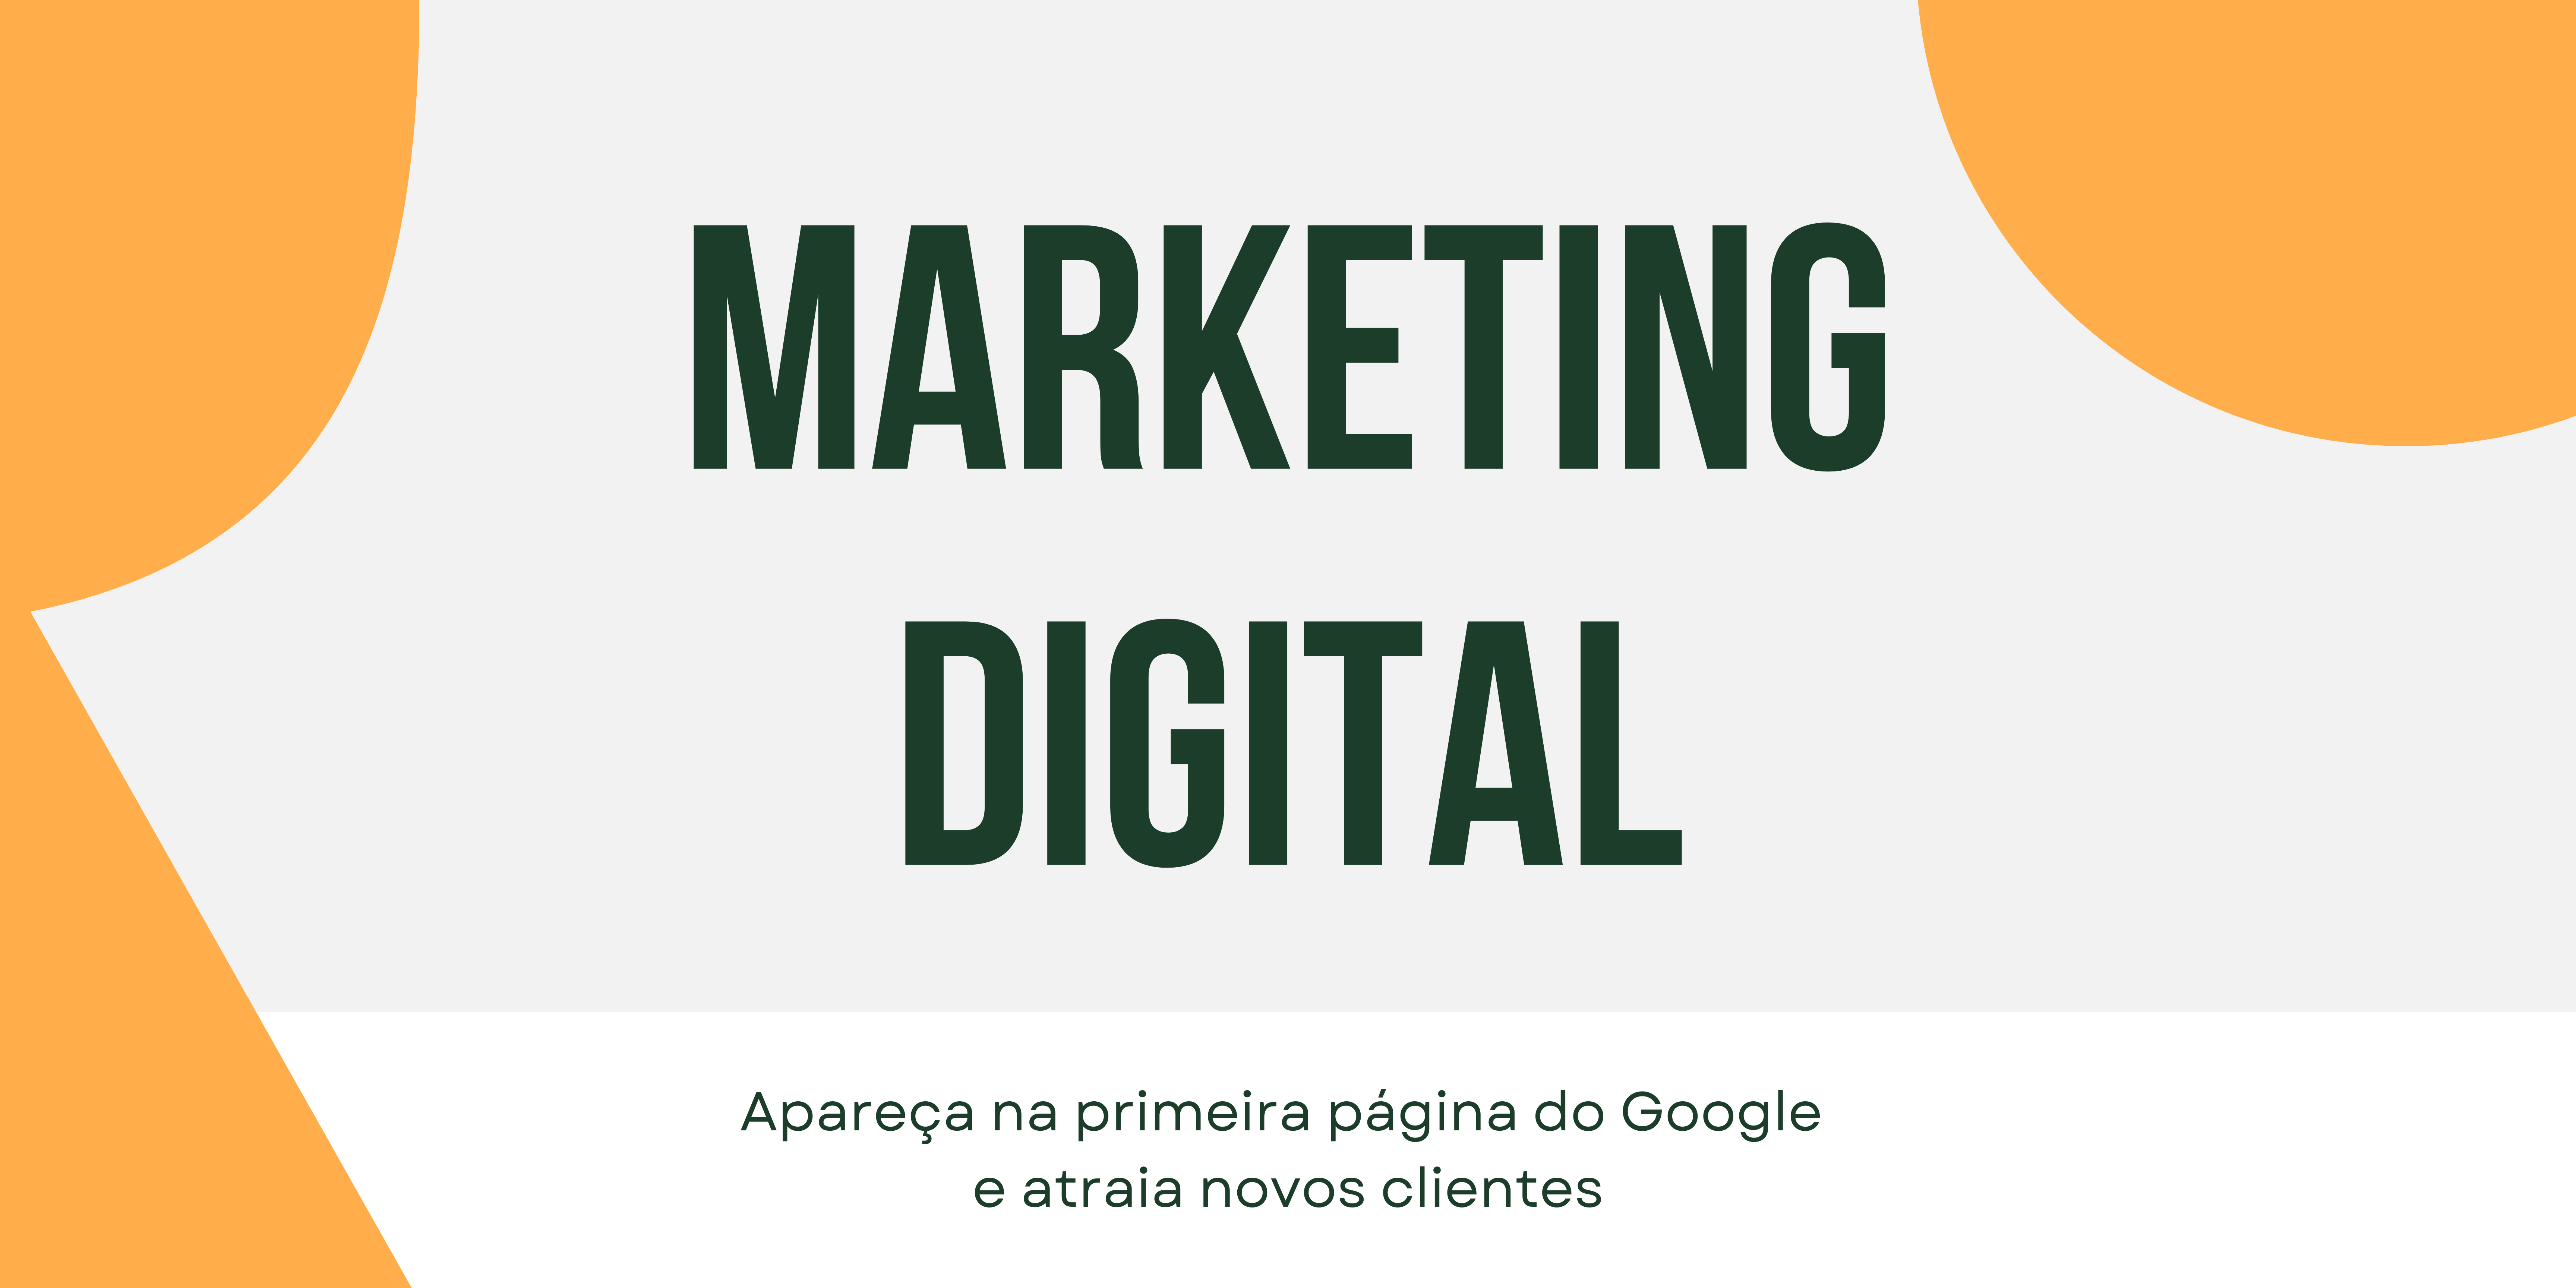 MARKETING
DIGITAL
Apareça na primeira página do Google
e atraia novos clientes